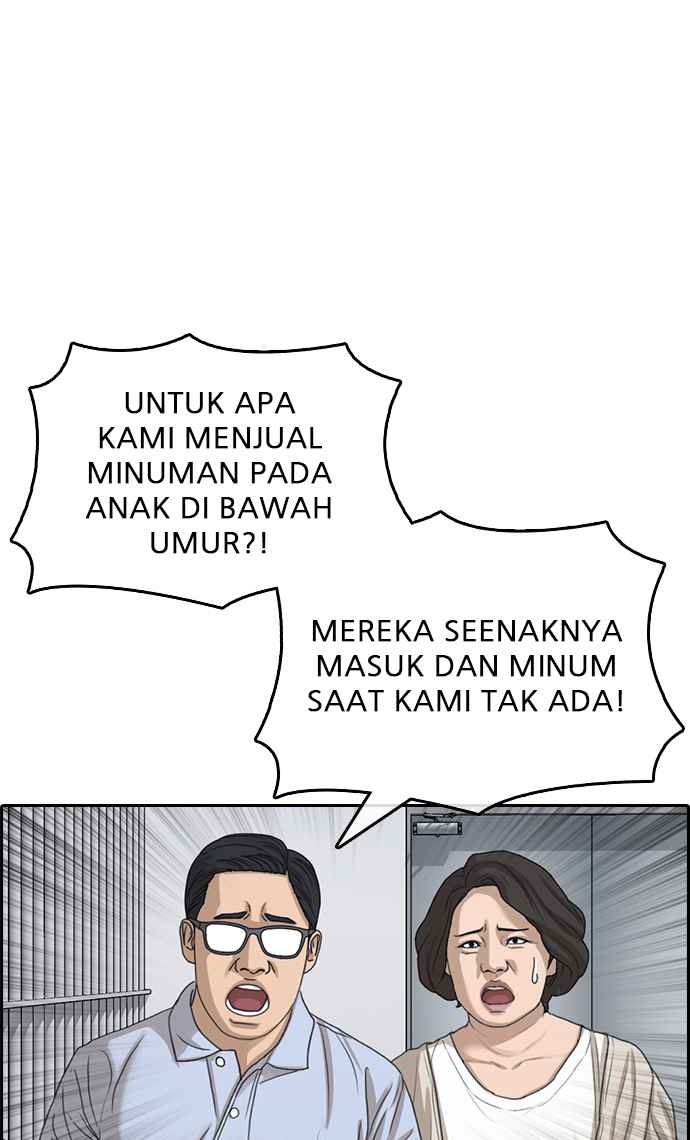 UNTUK APA
KAMI MENJUAL
MINUMAN PADA
ANAK DI BAWAH
UMUR?!
MEREKA SEENAKNYA
MASUK DAN MINUM
SAAT KAMI TAK ADA!